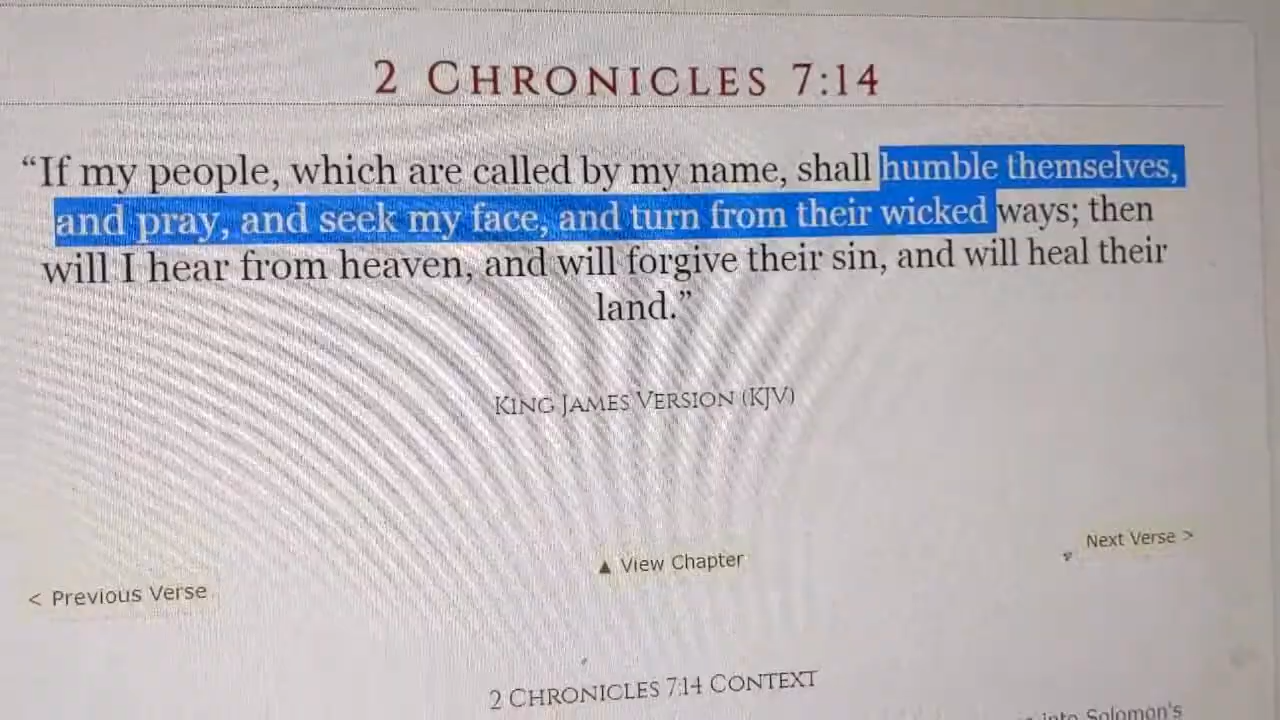 2 CHRONICLES 7:14
“If my people, which are called by my name, shall humble themselves,
and pray, and seek my face, and turn from their wicked ways; then
will I hear from heaven, and will forgive their sin, and will heal their
land.”
KING JAMES VERSION (KJV)
Next Verse >
▲ View Chapter
< Previous Verse
2 CHRONICLES 7:14 CONTEXT
into Solomon's